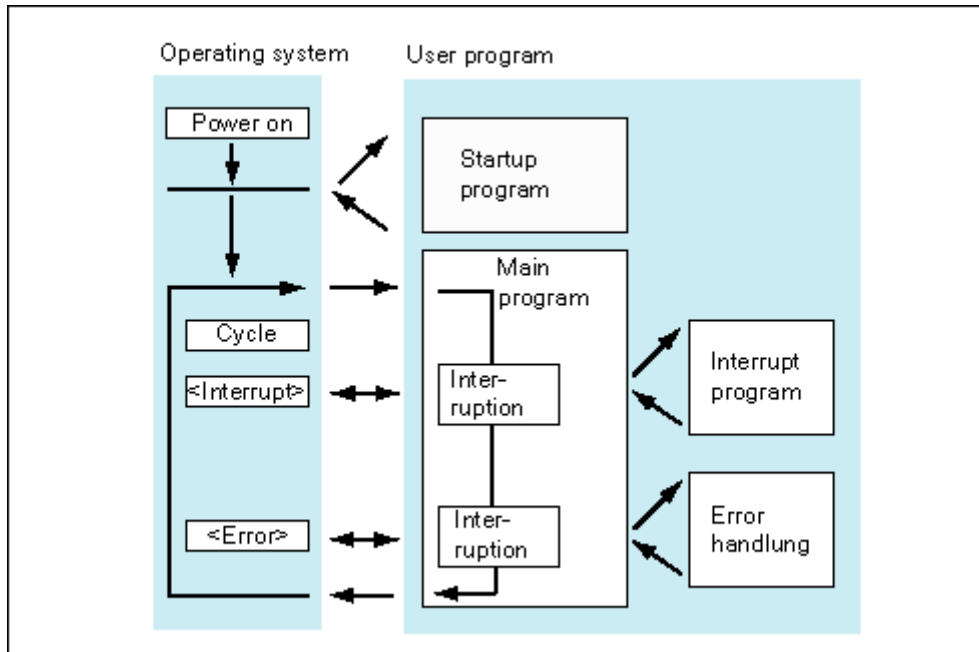 Operating system
User program
Power on
Startup
program
Main
program
Cycle
<Interrupt>
Inter-
ruption
Interrupt
program
<Error>
Inter-
ruption
Error
handlung